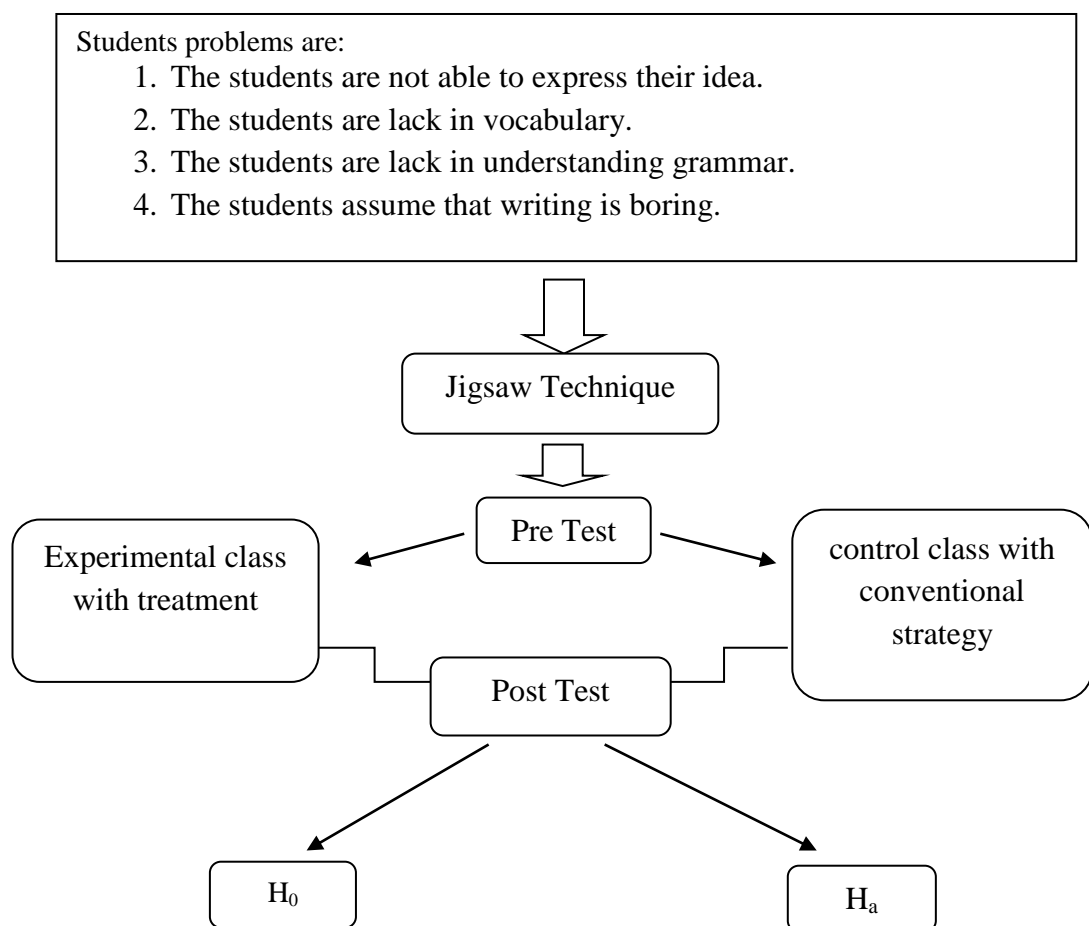 Students problems are:
1. The students are not able to express their idea.
2. The students are lack in vocabulary.
3. The students are lack in understanding grammar.
4. The students assume that writing is boring.
Jigsaw Technique
Pre Test
Experimental class
with treatment
control class with
conventional
strategy
Post Test
H₀
Hₐ